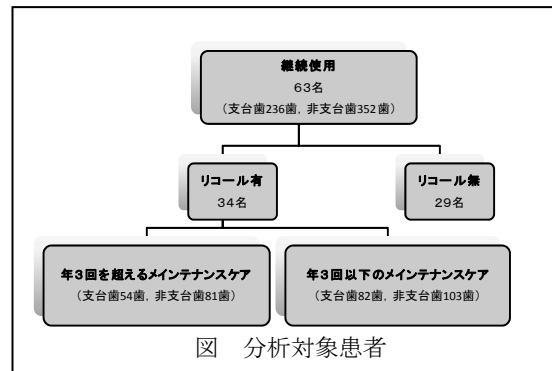 継続使用
63名
(支台歯236歯, 非支台歯352歯)
リコール有
34名
リコール無
29名
年3回を超えるメインテナンスケア
(支台歯54歯, 非支台歯81歯)
年3回以下のメインテナンスケア
(支台歯82歯, 非支台歯103歯)
図 分析対象患者